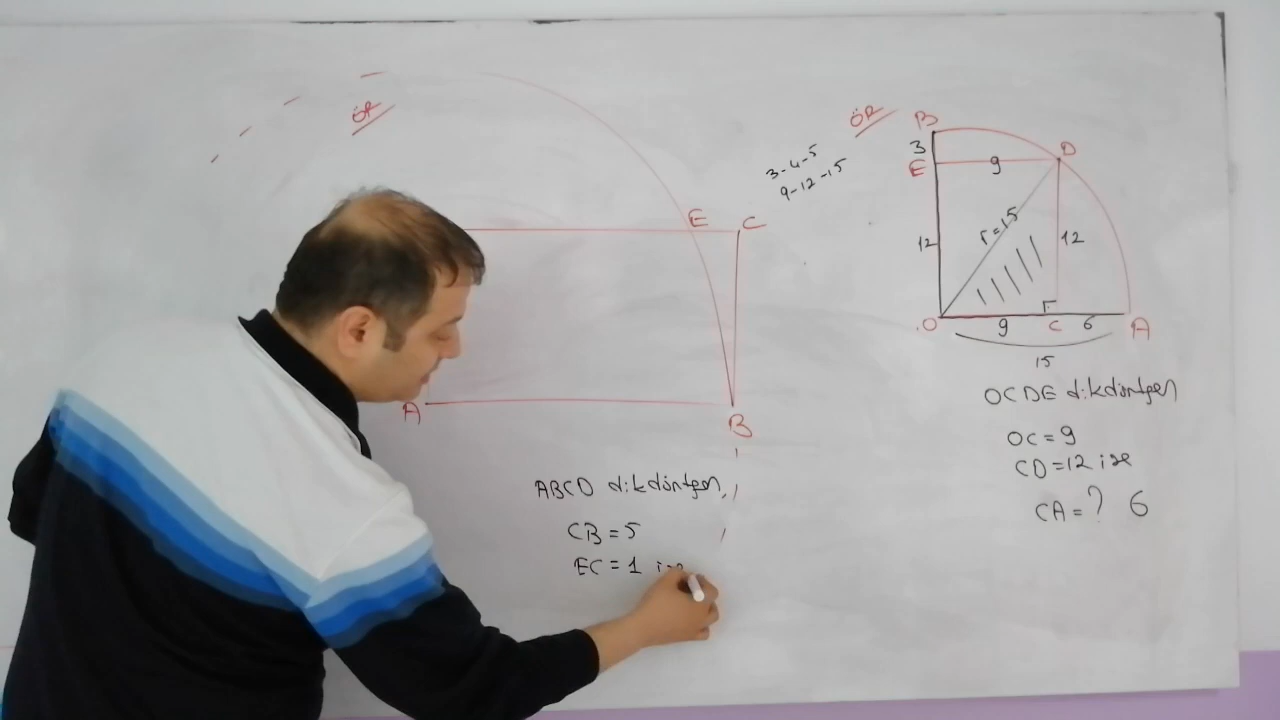 ÖR
E
C
A
B
ABCD dikdörtgen,
CB = 5
EC = 1 ise
3-4-5
9-12-15
ÖR
B
3
E
9
D
12
r=15
12
O
9
C
6
A
15
OCDE dikdörtgen
OC = 9
CD = 12 ise
CA = ? 6